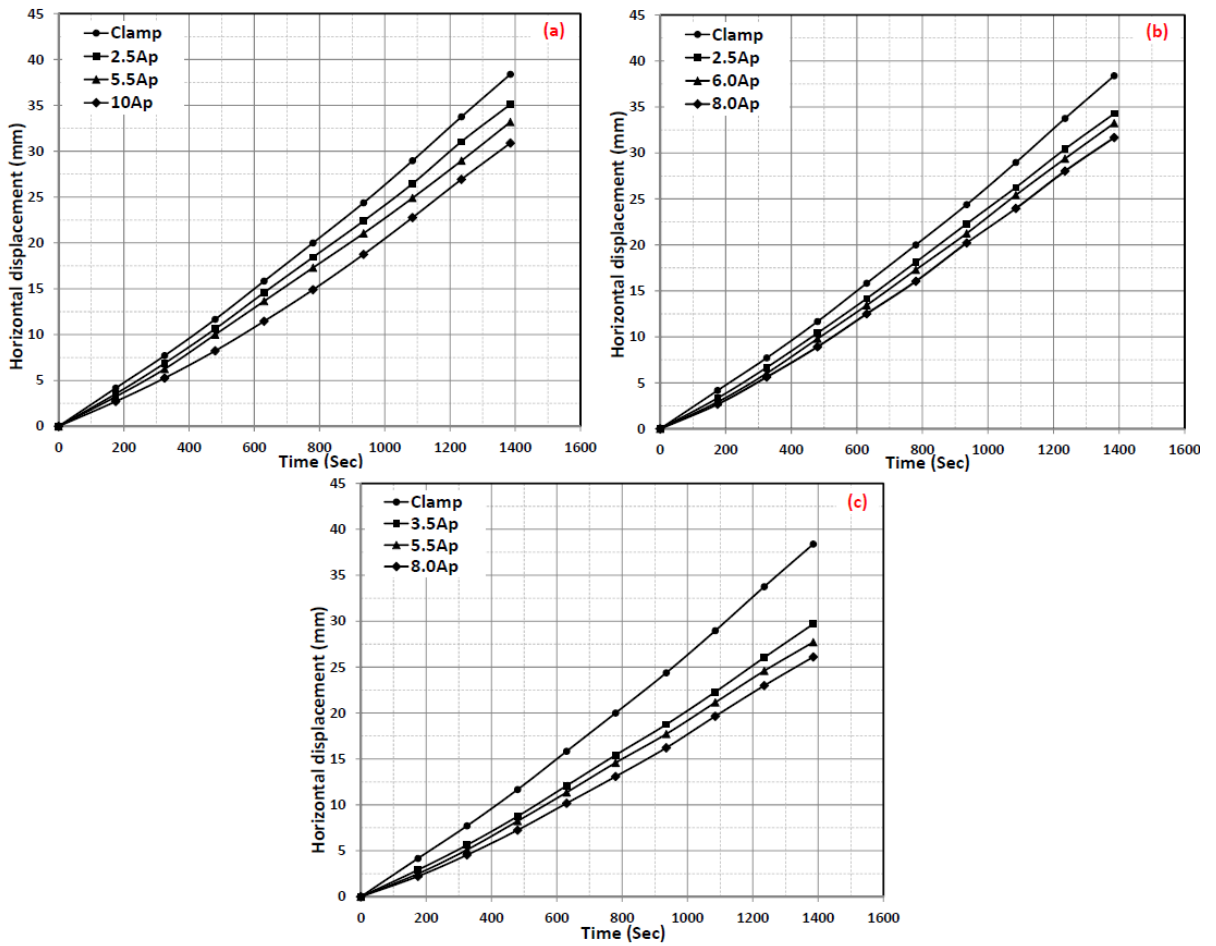 (a)
Clamp
2.5Ap
5.5Ap
10Ap
Horizontal displacement (mm)
45
40
35
30
25
20
15
10
5
0
0 200 400 600 800 1000 1200 1400 1600
Time (Sec)
(b)
Clamp
2.5Ap
6.0Ap
8.0Ap
Horizontal displacement (mm)
45
40
35
30
25
20
15
10
5
0
0 200 400 600 800 1000 1200 1400 1600
Time (Sec)
(c)
Clamp
3.5Ap
5.5Ap
8.0Ap
Horizontal displacement (mm)
45
40
35
30
25
20
15
10
5
0
0 200 400 600 800 1000 1200 1400 1600
Time (Sec)